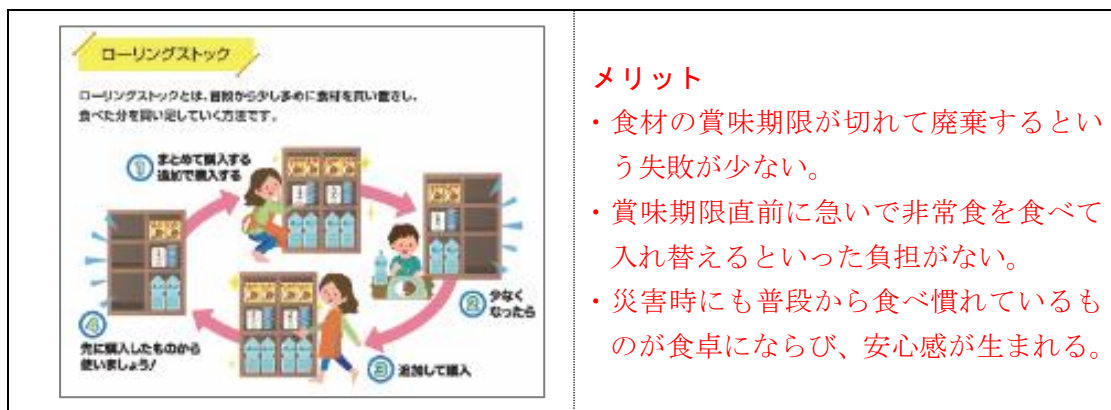 ローリングストック
ローリングストックとは、普段から少し多めに食材を買い置きし、
食べた分を買い足していく方法です。
① まとめて購入する
追加で購入する
② 少なく
なったら
③ 追加して購入
④
先に購入したものから
使いましょう!
メリット
・食材の賞味期限が切れて廃棄するとい
う失敗が少ない。
・賞味期限直前に急いで非常食を食べて
入れ替えるといった負担がない。
・災害時にも普段から食べ慣れているも
のが食卓にならび、安心感が生まれる。